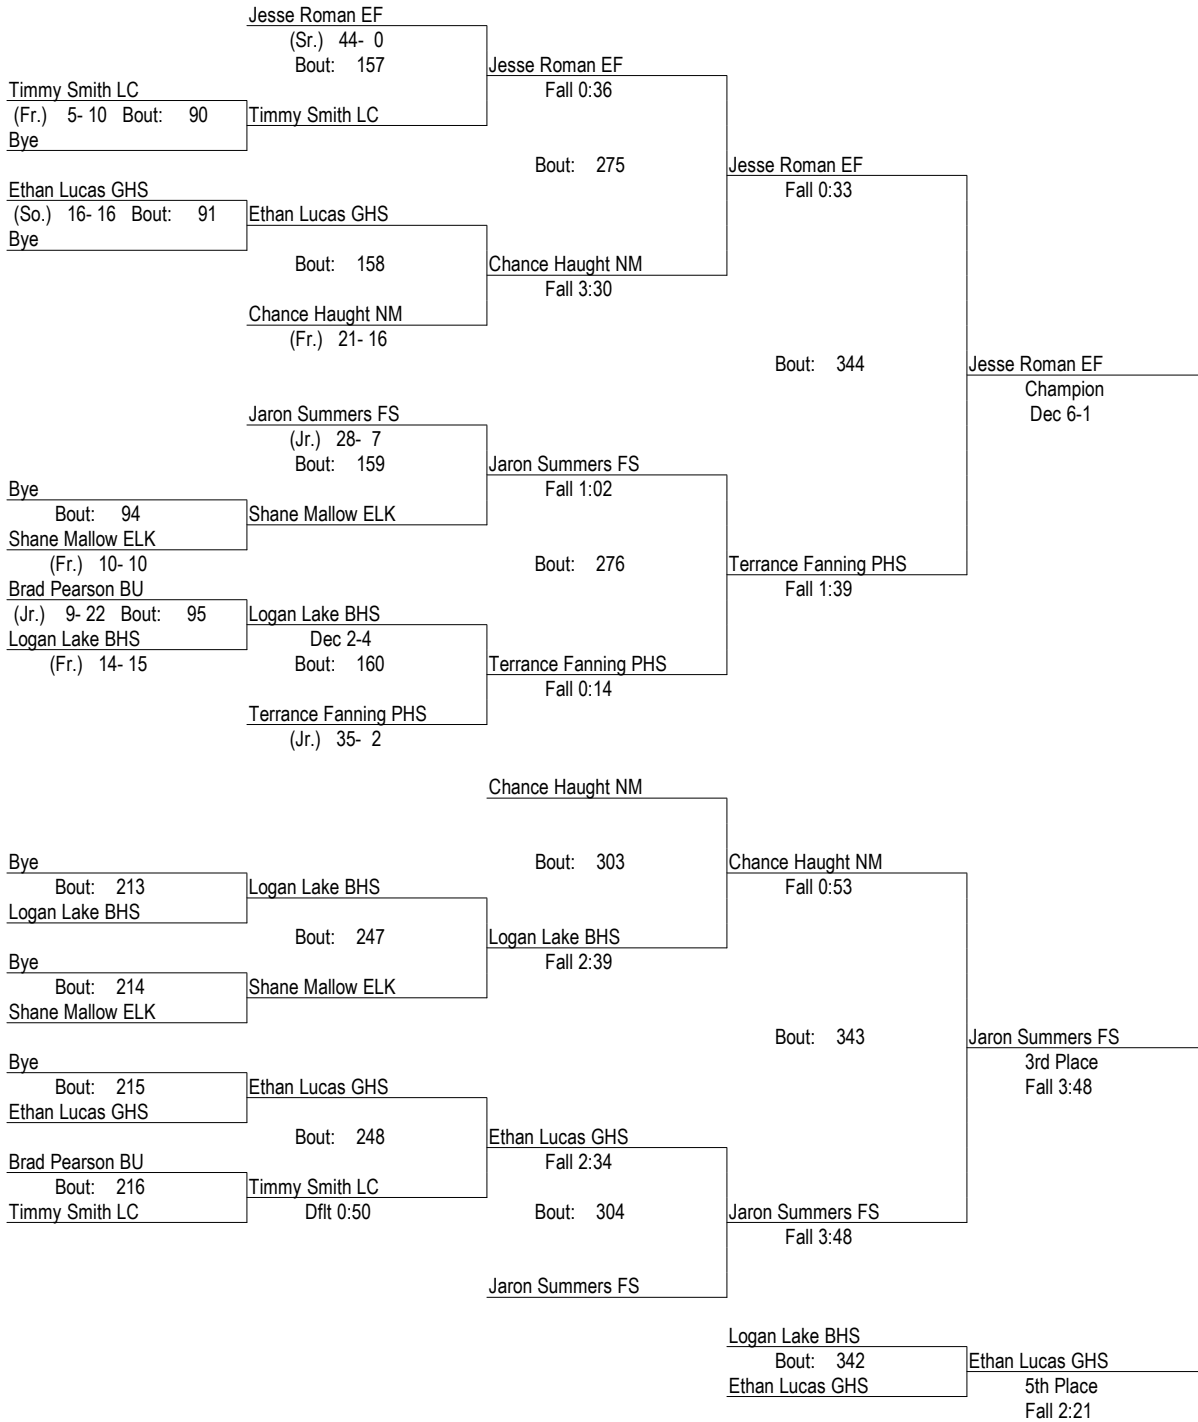 Jesse Roman EF
(Sr.) 44- 0
Bout: 157
Jesse Roman EF
Fall 0:36
Timmy Smith LC
(Fr.) 5- 10 Bout: 90
Bye
Timmy Smith LC
Bout: 275
Jesse Roman EF
Fall 0:33
Ethan Lucas GHS
(So.) 16- 16 Bout: 91
Bye
Ethan Lucas GHS
Bout: 158
Chance Haught NM
Fall 3:30
Chance Haught NM
(Fr.) 21- 16
Bout: 344
Jesse Roman EF
Champion
Dec 6-1
Jaron Summers FS
(Jr.) 28- 7
Bout: 159
Jaron Summers FS
Fall 1:02
Bye
Bout: 94
Shane Mallow ELK
(Fr.) 10- 10
Shane Mallow ELK
Bout: 276
Terrance Fanning PHS
Fall 1:39
Brad Pearson BU
(Jr.) 9- 22 Bout: 95
Logan Lake BHS
(Fr.) 14- 15
Logan Lake BHS
Dec 2-4
Bout: 160
Terrance Fanning PHS
Fall 0:14
Terrance Fanning PHS
(Jr.) 35- 2
Chance Haught NM
Bout: 303
Chance Haught NM
Fall 0:53
Bye
Bout: 213
Logan Lake BHS
Logan Lake BHS
Bout: 247
Logan Lake BHS
Fall 2:39
Bye
Bout: 214
Shane Mallow ELK
Shane Mallow ELK
Bout: 343
Jaron Summers FS
3rd Place
Fall 3:48
Bye
Bout: 215
Ethan Lucas GHS
Ethan Lucas GHS
Bout: 248
Ethan Lucas GHS
Fall 2:34
Brad Pearson BU
Bout: 216
Timmy Smith LC
Timmy Smith LC
Dflt 0:50
Bout: 304
Jaron Summers FS
Fall 3:48
Jaron Summers FS
Logan Lake BHS
Bout: 342
Ethan Lucas GHS
Ethan Lucas GHS
5th Place
Fall 2:21